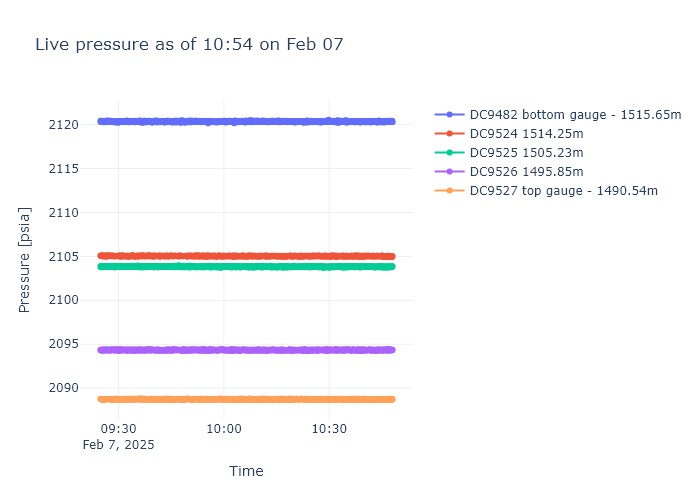 Live pressure as of 10:54 on Feb 07
DC9482 bottom gauge - 1515.65m
DC9524 1514.25m
DC9525 1505.23m
DC9526 1495.85m
DC9527 top gauge - 1490.54m
Pressure [psia]
2120
2115
2110
2105
2100
2095
2090
09:30 10:00 10:30
Feb 7, 2025
Time